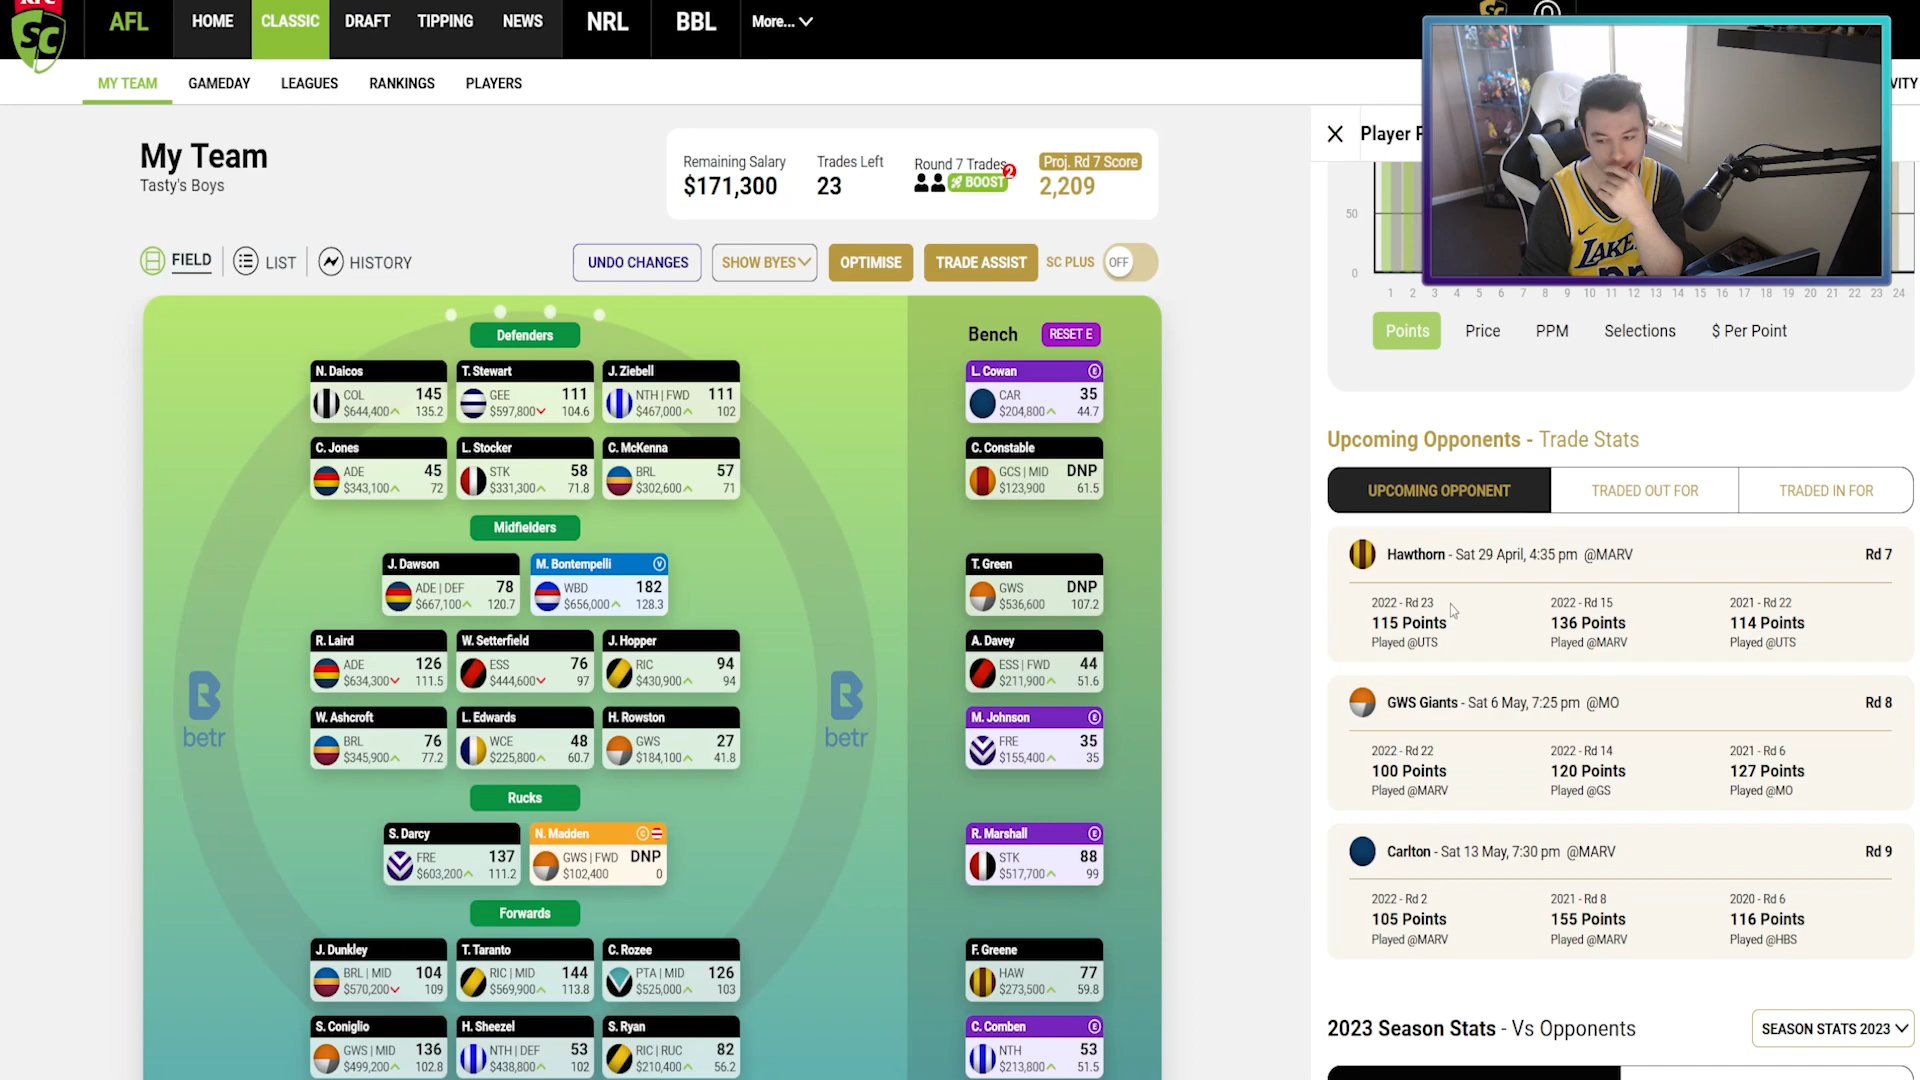 KFC
SC
AFL
HOME
CLASSIC
DRAFT
TIPPING
NEWS
NRL
BBL
More...
MY TEAM
GAMEDAY
LEAGUES
RANKINGS
PLAYERS
VITY
My Team
Tasty's Boys
Remaining Salary
$171,300
Trades Left
23
Round 7 Trades
2
BOOST
Proj. Rd 7 Score
2,209
FIELD
LIST
HISTORY
UNDO CHANGES
SHOW BYES
OPTIMISE
TRADE ASSIST
SC PLUS
OFF
Defenders
Bench
RESET E
N. Daicos
COL 145
$644,400 135.2
T. Stewart
GEE 111
$597,800 104.6
J. Ziebell
NTH | FWD 111
$467,000 102
L. Cowan E
CAR 35
$204,800 44.7
C. Jones
ADE 45
$343,100 72
L. Stocker
STK 58
$331,300 71.8
C. McKenna
BRL 57
$302,600 71
C. Constable
GCS | MID DNP
$123,900 61.5
Midfielders
J. Dawson
ADE | DEF 78
$667,100 120.7
M. Bontempelli V
WBD 182
$656,000 128.3
T. Green
GWS DNP
$536,600 107.2
R. Laird
ADE 126
$634,300 111.5
W. Setterfield
ESS 76
$444,600 97
J. Hopper
RIC 94
$430,900 94
A. Davey
ESS | FWD 44
$211,900 51.6
W. Ashcroft
BRL 76
$345,900 77.2
L. Edwards
WCE 48
$225,800 60.7
H. Rowston
GWS 27
$184,100 41.8
M. Johnson E
FRE 35
$155,400 35
betr
betr
Rucks
S. Darcy
FRE 137
$603,200 111.2
N. Madden C
GWS | FWD DNP
$102,400 0
R. Marshall E
STK 88
$517,700 99
Forwards
J. Dunkley
BRL | MID 104
$570,200 109
T. Taranto
RIC | MID 144
$569,900 113.8
C. Rozee
PTA | MID 126
$525,000 103
F. Greene
HAW 77
$273,500 59.8
S. Coniglio
GWS | MID 136
$499,200 102.8
H. Sheezel
NTH | DEF 53
$438,800 102
S. Ryan
RIC | RUC 82
$210,400 56.2
C. Comben E
NTH 53
$213,800 51.5
Player
LAKE
50
0
1 2 3 4 5 6 7 8 9 10 11 12 13 14 15 16 17 18 19 20 21 22 23 24
Points
Price
PPM
Selections
$ Per Point
Upcoming Opponents - Trade Stats
UPCOMING OPPONENT
TRADED OUT FOR
TRADED IN FOR
Hawthorn - Sat 29 April, 4:35 pm @MARV Rd 7
2022 - Rd 23 2022 - Rd 15 2021 - Rd 22
115 Points 136 Points 114 Points
Played @UTS Played @MARV Played @UTS
GWS Giants - Sat 6 May, 7:25 pm @MO Rd 8
2022 - Rd 22 2022 - Rd 14 2021 - Rd 6
100 Points 120 Points 127 Points
Played @MARV Played @GS Played @MO
Carlton - Sat 13 May, 7:30 pm @MARV Rd 9
2022 - Rd 2 2021 - Rd 8 2020 - Rd 6
105 Points 155 Points 116 Points
Played @MARV Played @MARV Played @HBS
2023 Season Stats - Vs Opponents
SEASON STATS 2023